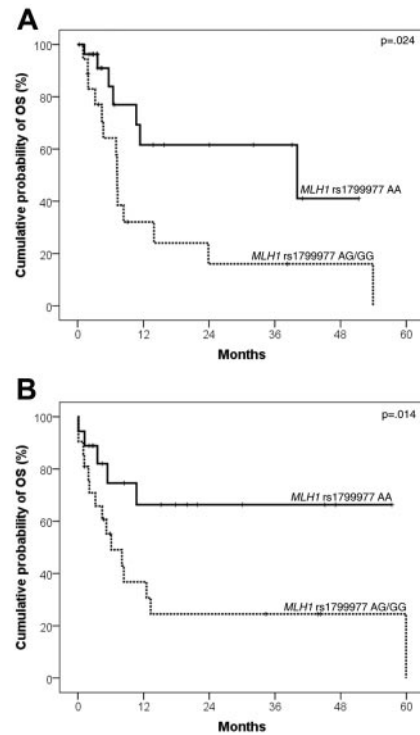 A
p=.024
Cumulative probability of OS (%)
100
80
60
40
20
0
MLH1 rs1799977 AA
MLH1 rs1799977 AG/GG
0 12 24 36 48 60
Months
B
p=.014
Cumulative probability of OS (%)
100
80
60
40
20
0
MLH1 rs1799977 AA
MLH1 rs1799977 AG/GG
0 12 24 36 48 60
Months